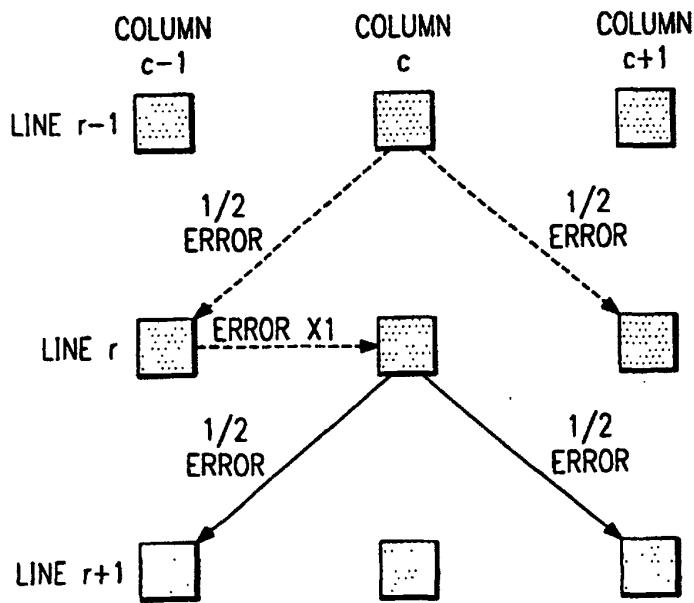 COLUMN
c-1
COLUMN
c
COLUMN
c+1
LINE r-1
1/2
ERROR
1/2
ERROR
LINE r
ERROR X1
1/2
ERROR
1/2
ERROR
LINE r+1